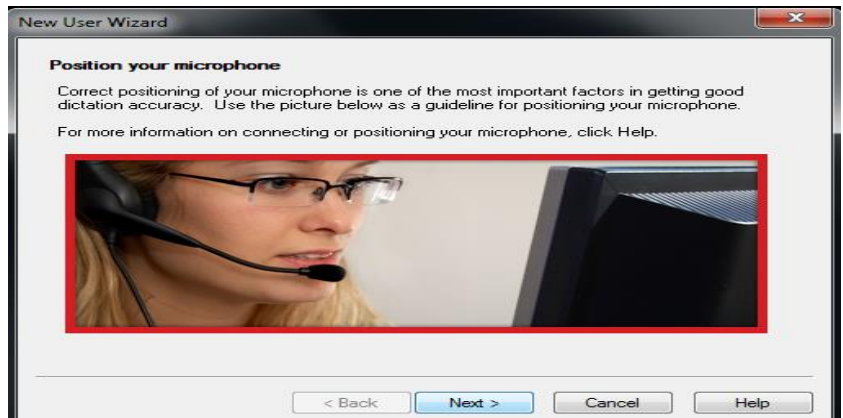 New User Wizard
Position your microphone
Correct positioning of your microphone is one of the most important factors in getting good
dictation accuracy. Use the picture below as a guideline for positioning your microphone.
For more information on connecting or positioning your microphone, click Help.
< Back Next > Cancel Help